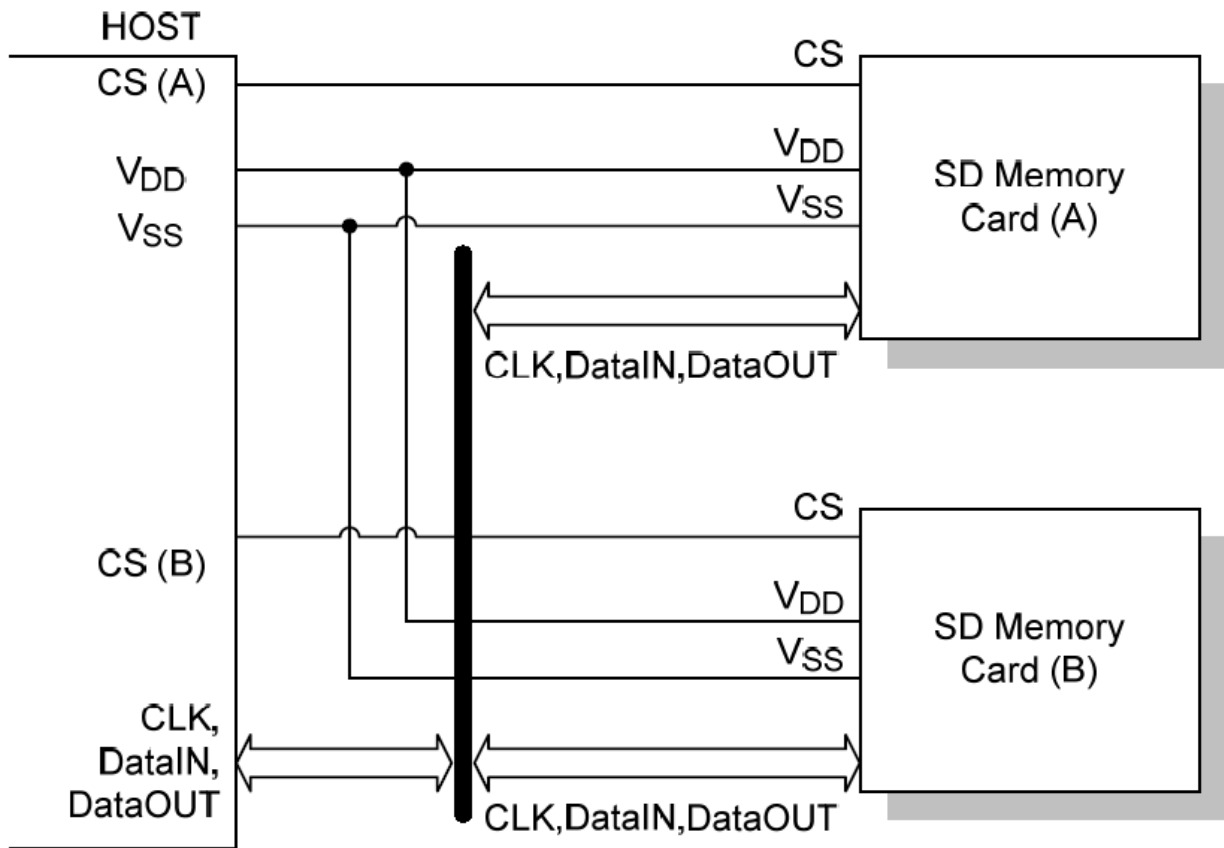 HOST
CS (A)
VDD
VSS
CS (B)
CLK,
DataIN,
DataOUT
CS
VDD
VSS
SD Memory
Card (A)
CLK,DataIN,DataOUT
CS
VDD
VSS
SD Memory
Card (B)
CLK,DataIN,DataOUT